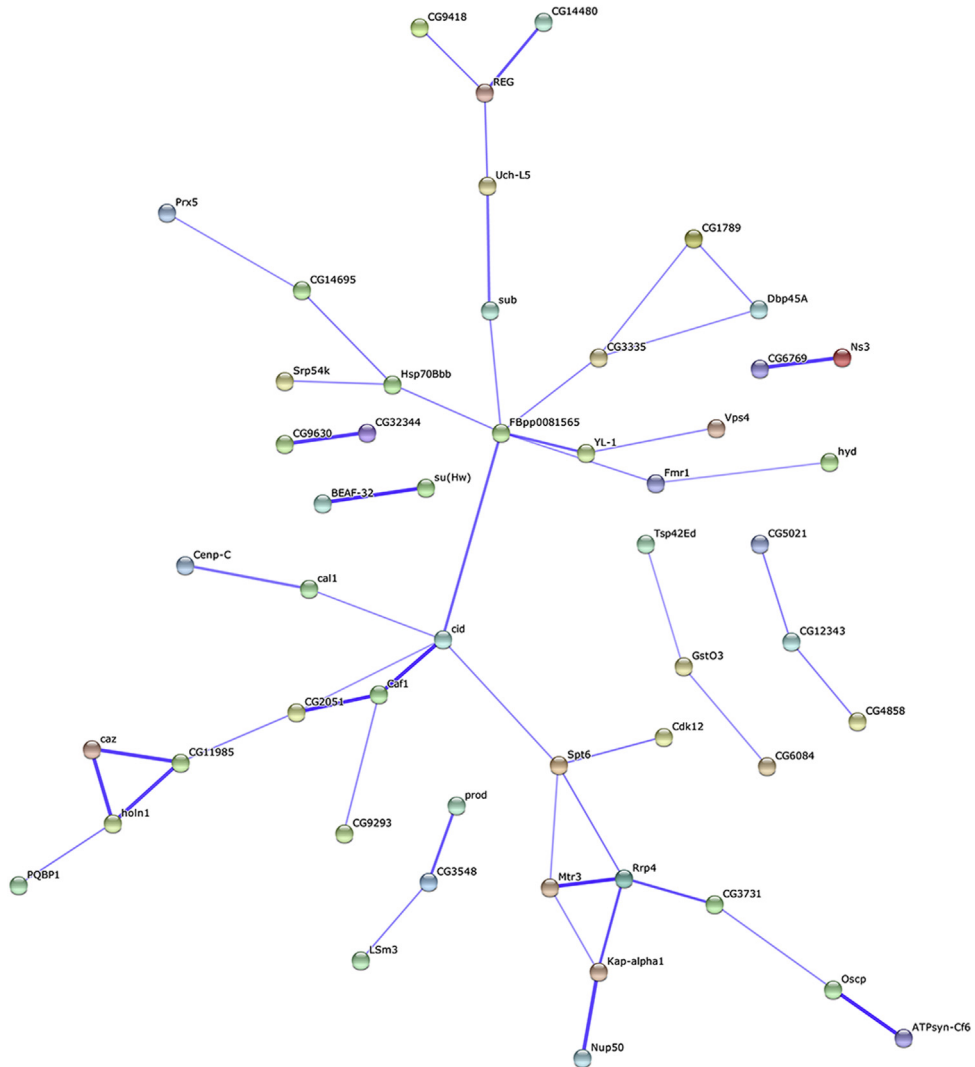 CG9418
CG14480
REG
Uch-L5
Prx5
CG1789
CG14695
sub
Dbp45A
CG3335
Ns3
CG6769
Srp54k
Hsp70Bbb
Vps4
FBpp0081565
CG32344
CG9630
YL-1
hyd
Fmr1
su(Hw)
BEAF-32
Tsp42Ed
CG5021
Cenp-C
cal1
cid
CG12343
GstO3
Caf1
CG2051
CG4858
Cdk12
caz
CG11985
Spt6
CG6084
prod
holn1
CG9293
PQBP1
CG3548
Mtr3
Rrp4
CG3731
LSm3
Kap-alpha1
Oscp
ATPsyn-Cf6
Nup50